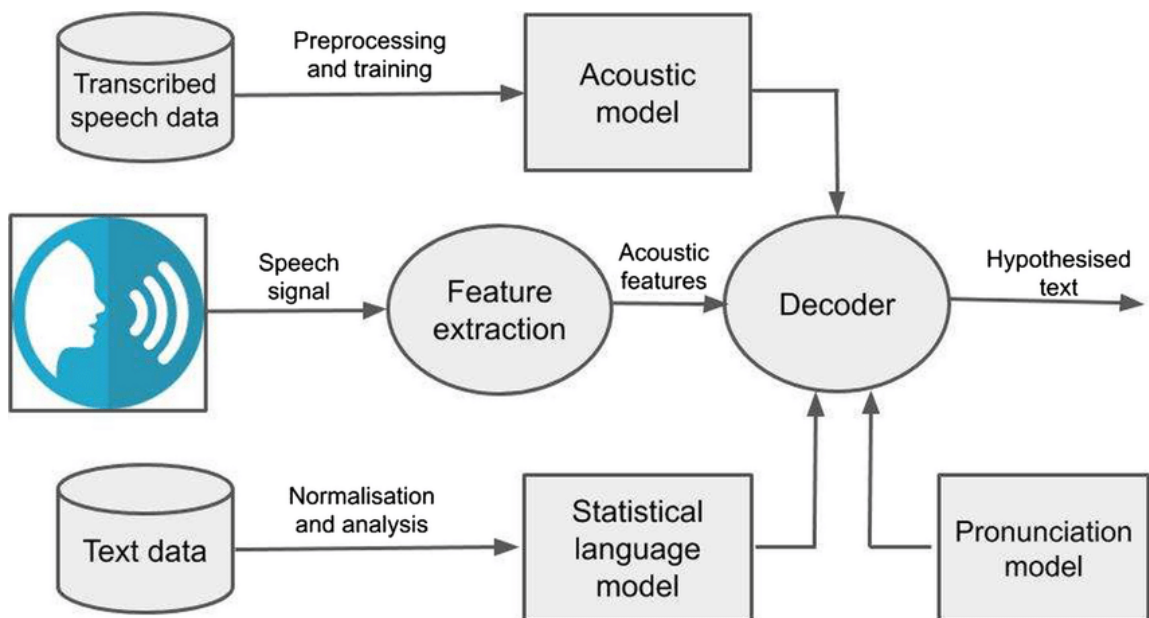 Transcribed
speech data
Preprocessing
and training
Acoustic
model
Speech
signal
Feature
extraction
Acoustic
features
Decoder
Hypothesised
text
Text data
Normalisation
and analysis
Statistical
language
model
Pronunciation
model